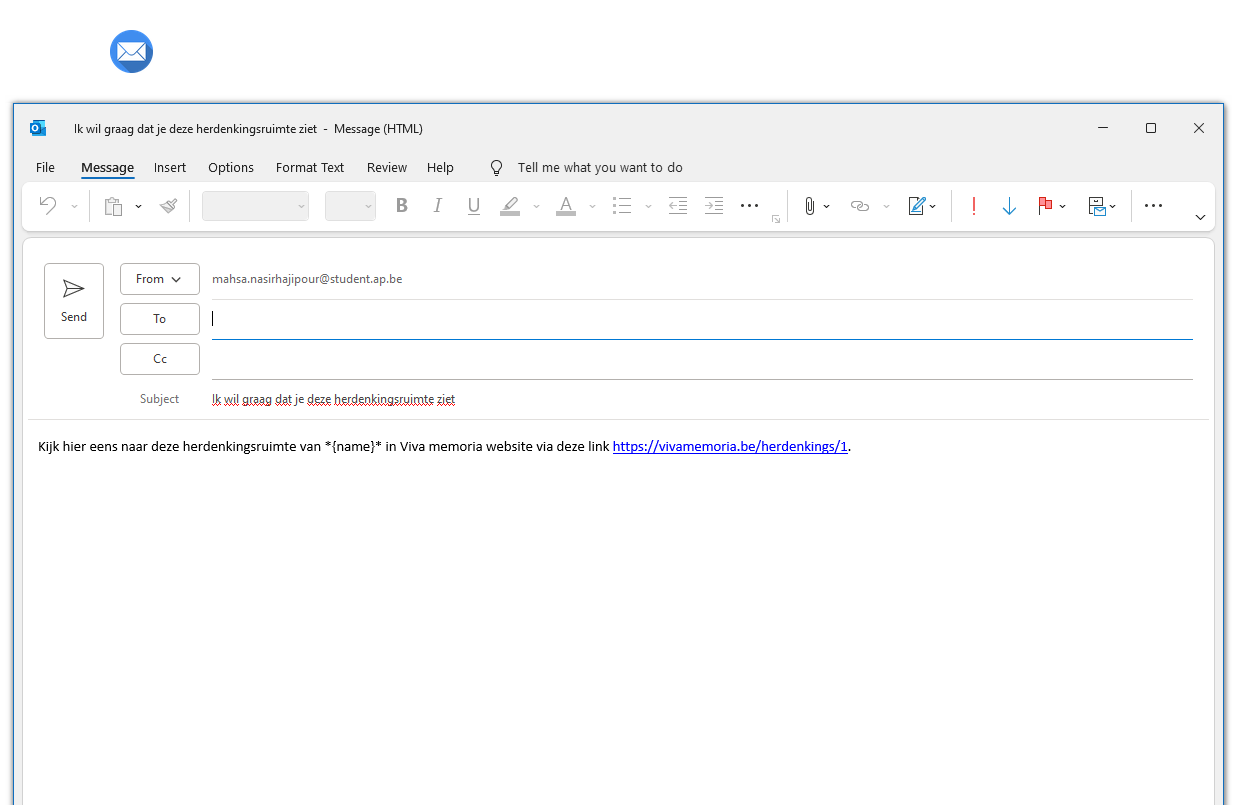 Ik wil graag dat je deze herdenkingsruimte ziet - Message (HTML)
File Message Insert Options Format Text Review Help Tell me what you want to do
B I U A
Send
From mahsa.nasirhajipour@student.ap.be
To
Cc
Subject Ik wil graag dat je deze herdenkingsruimte ziet
Kijk hier eens naar deze herdenkingsruimte van *{name}* in Viva memoria website via deze link https://vivamemoria.be/herdenkings/1.